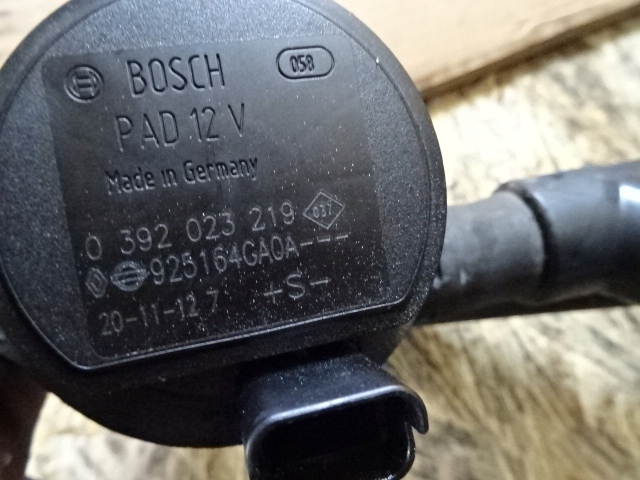 BOSCH 058
PAD 12 V
Made in Germany
0 392 023 219 037
925164GA0A---
20-11-12 7 +S-